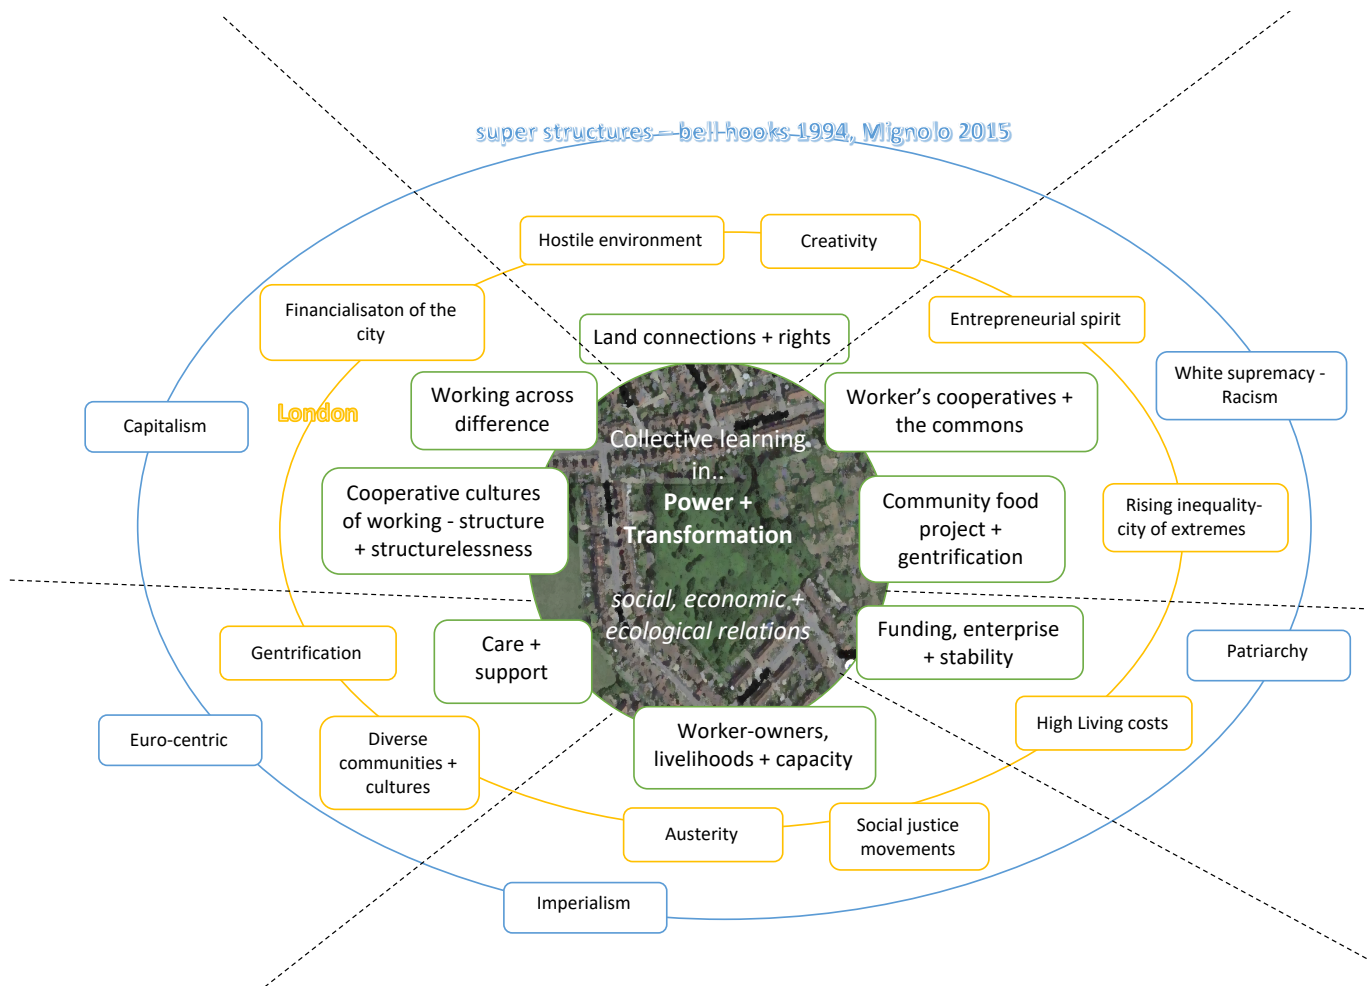 super structures – bell hooks 1994, Mignolo 2015
Hostile environment
Creativity
Financialisaton of the
city
Entrepreneurial spirit
Land connections + rights
White supremacy -
Racism
Working across
difference
Worker's cooperatives +
the commons
London
Capitalism
Collective learning
in..
Power +
Transformation
Cooperative cultures
of working - structure
+ structurelessness
Community food
project +
gentrification
Rising inequality-
city of extremes
social, economic +
ecological relations
Gentrification
Care +
support
Funding, enterprise
+ stability
Patriarchy
Euro-centric
Diverse
communities +
cultures
Worker-owners,
livelihoods + capacity
High Living costs
Austerity
Social justice
movements
Imperialism